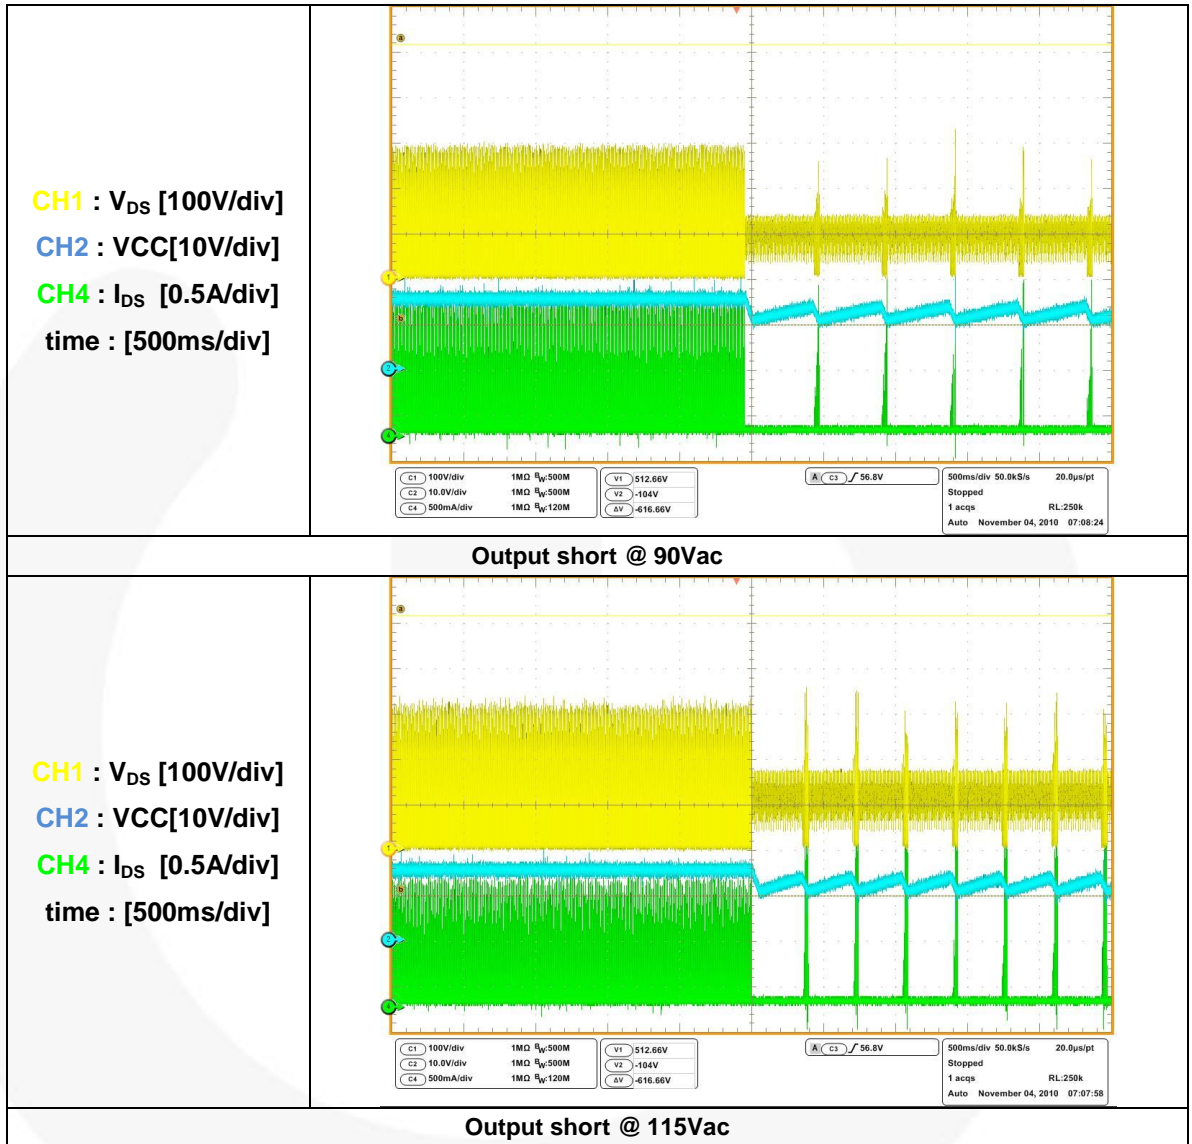 CH1 : VDS [100V/div]
CH2 : VCC[10V/div]
CH4 : IDS [0.5A/div]
time : [500ms/div]
a
1
b
2
4
C1 100V/div 1MΩ BW:500M
C2 10.0V/div 1MΩ BW:500M
C4 500mA/div 1MΩ BW:120M
V1 512.66V
V2 -104V
ΔV -616.66V
A C3 56.8V
500ms/div 50.0kS/s 20.0µs/pt
Stopped
1 acqs RL:250k
Auto November 04, 2010 07:08:24
Output short @ 90Vac
CH1 : VDS [100V/div]
CH2 : VCC[10V/div]
CH4 : IDS [0.5A/div]
time : [500ms/div]
a
1
b
2
4
C1 100V/div 1MΩ BW:500M
C2 10.0V/div 1MΩ BW:500M
C4 500mA/div 1MΩ BW:120M
V1 512.66V
V2 -104V
ΔV -616.66V
A C3 56.8V
500ms/div 50.0kS/s 20.0µs/pt
Stopped
1 acqs RL:250k
Auto November 04, 2010 07:07:58
Output short @ 115Vac